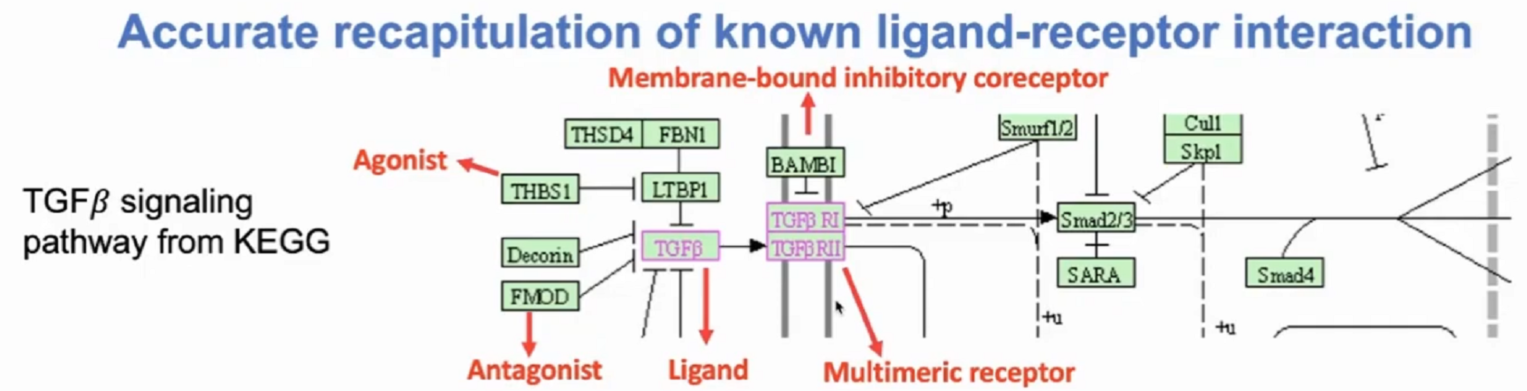 Accurate recapitulation of known ligand-receptor interaction
Membrane-bound inhibitory coreceptor
Agonist
TGFβ signaling
pathway from KEGG
THSD4 FBN1
THBS1
LTBP1
Decorin
FMOD
TGFβ
BAMBI
TGFβ RI
TGFβ RII
Smurf1/2
Cul1
Skp1
+p
Smad2/3
SARA
Smad4
+u
+u
Antagonist
Ligand
Multimeric receptor